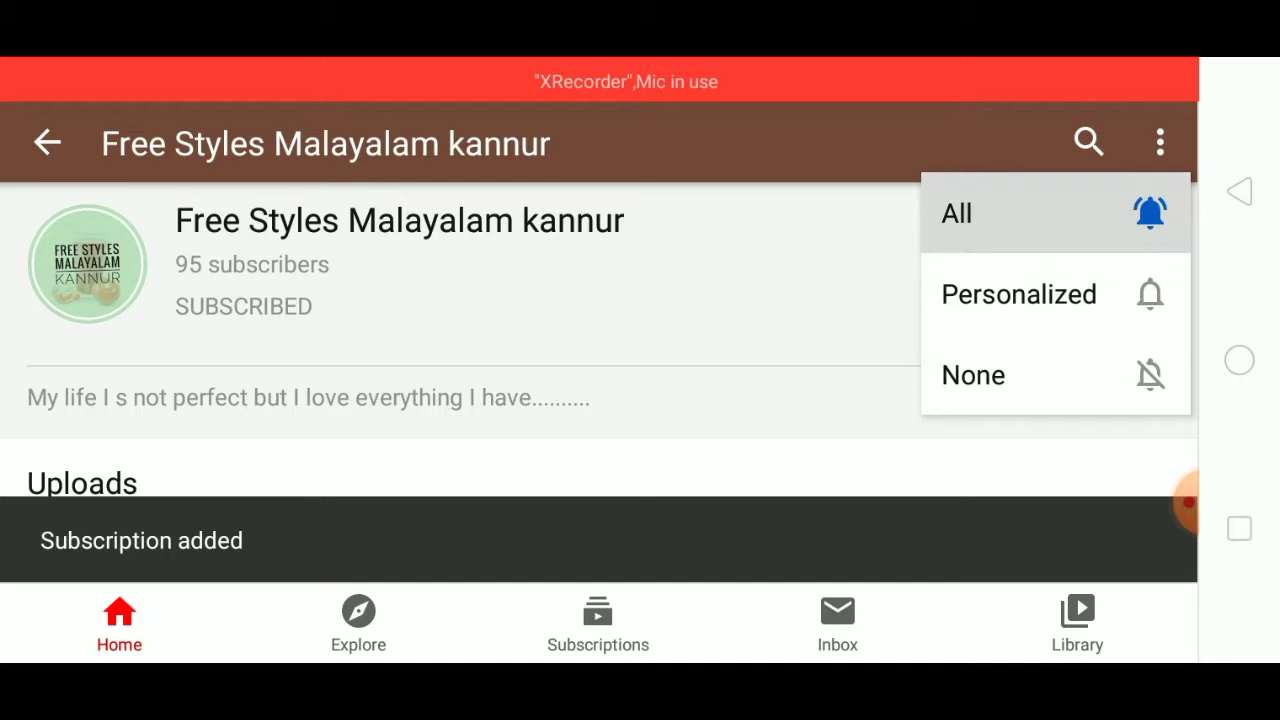 "XRecorder",Mic in use
Free Styles Malayalam kannur
All
Personalized
None
FREE STYLES
MALAYALAM
KANNUR
Free Styles Malayalam kannur
95 subscribers
SUBSCRIBED
My life I s not perfect but I love everything I have..........
Uploads
Subscription added
Home
Explore
Subscriptions
Inbox
Library